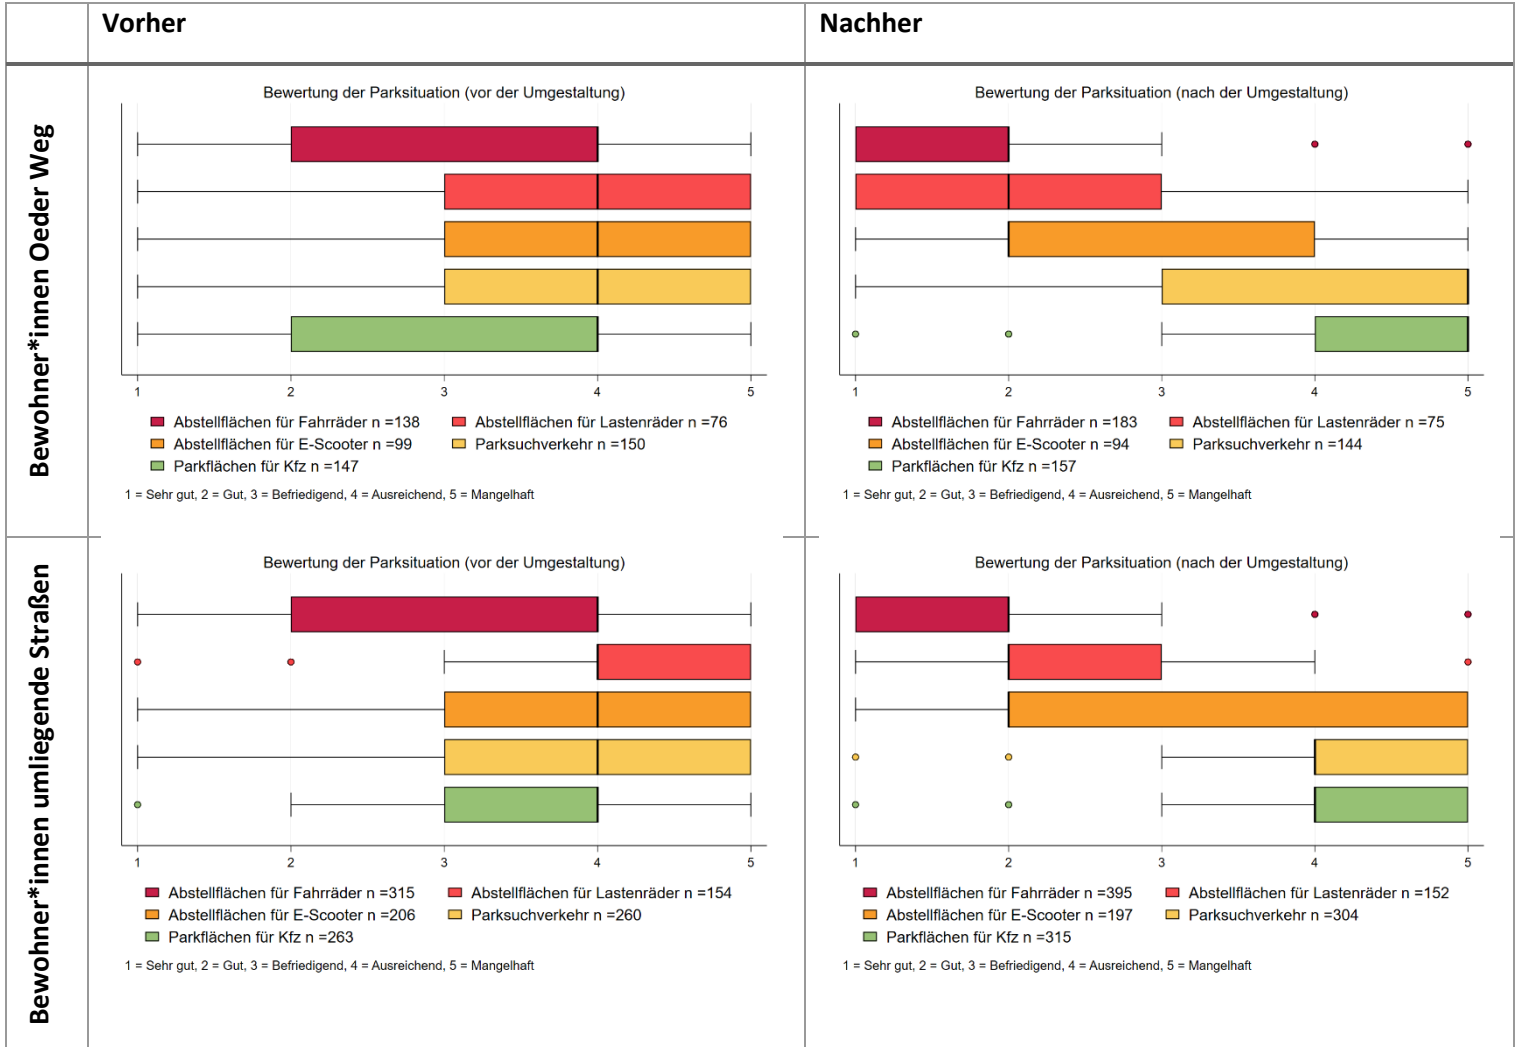 Vorher
Nachher
Bewohner*innen Oeder Weg
Bewertung der Parksituation (vor der Umgestaltung)
1 2 3 4 5
Abstellflächen für Fahrräder n =138 Abstellflächen für Lastenräder n =76
Abstellflächen für E-Scooter n =99 Parksuchverkehr n =150
Parkflächen für Kfz n =147
1 = Sehr gut, 2 = Gut, 3 = Befriedigend, 4 = Ausreichend, 5 = Mangelhaft
Bewertung der Parksituation (nach der Umgestaltung)
1 2 3 4 5
Abstellflächen für Fahrräder n =183 Abstellflächen für Lastenräder n =75
Abstellflächen für E-Scooter n =94 Parksuchverkehr n =144
Parkflächen für Kfz n =157
1 = Sehr gut, 2 = Gut, 3 = Befriedigend, 4 = Ausreichend, 5 = Mangelhaft
Bewohner*innen umliegende Straßen
Bewertung der Parksituation (vor der Umgestaltung)
1 2 3 4 5
Abstellflächen für Fahrräder n =315 Abstellflächen für Lastenräder n =154
Abstellflächen für E-Scooter n =206 Parksuchverkehr n =260
Parkflächen für Kfz n =263
1 = Sehr gut, 2 = Gut, 3 = Befriedigend, 4 = Ausreichend, 5 = Mangelhaft
Bewertung der Parksituation (nach der Umgestaltung)
1 2 3 4 5
Abstellflächen für Fahrräder n =395 Abstellflächen für Lastenräder n =152
Abstellflächen für E-Scooter n =197 Parksuchverkehr n =304
Parkflächen für Kfz n =315
1 = Sehr gut, 2 = Gut, 3 = Befriedigend, 4 = Ausreichend, 5 = Mangelhaft